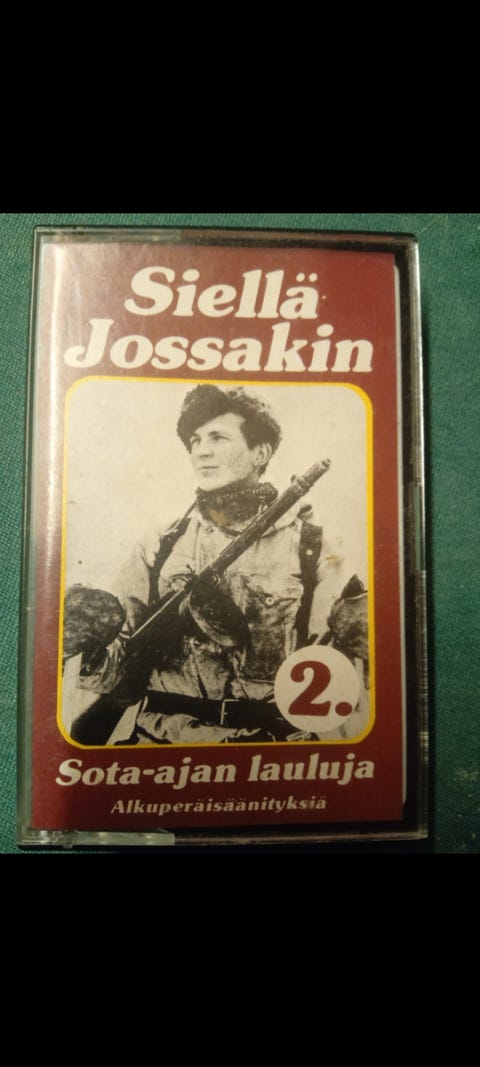 Siellä
Jossakin
2.
Sota-ajan lauluja
Alkuperäisäänityksiä